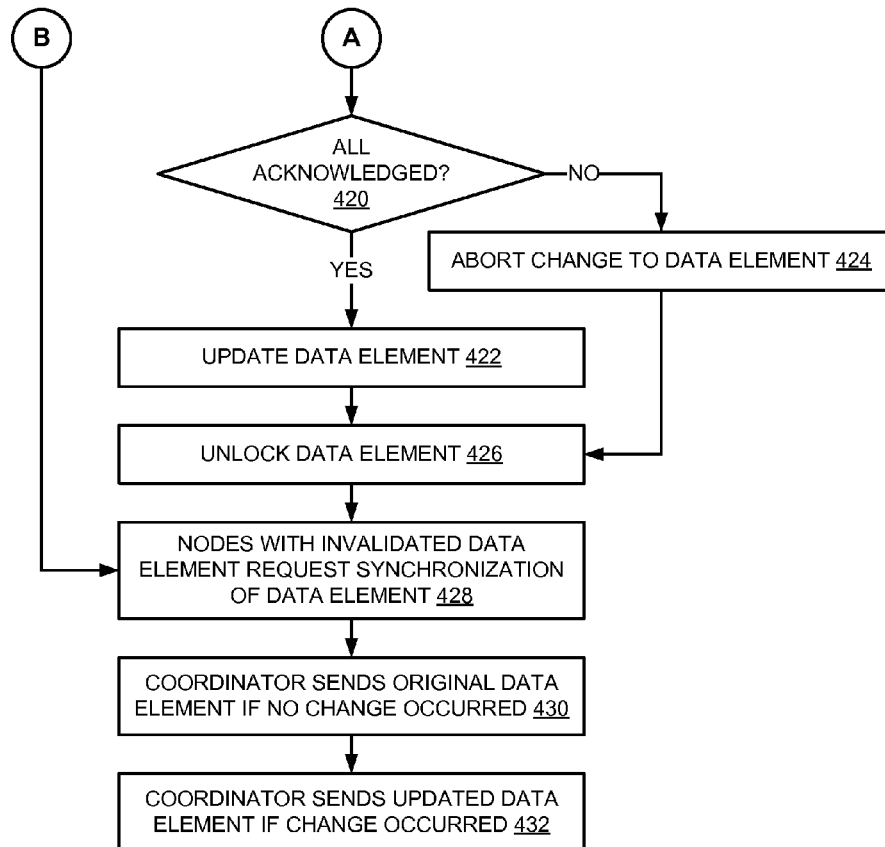 B
A
ALL
ACKNOWLEDGED?
420
NO
ABORT CHANGE TO DATA ELEMENT 424
YES
UPDATE DATA ELEMENT 422
UNLOCK DATA ELEMENT 426
NODES WITH INVALIDATED DATA
ELEMENT REQUEST SYNCHRONIZATION
OF DATA ELEMENT 428
COORDINATOR SENDS ORIGINAL DATA
ELEMENT IF NO CHANGE OCCURRED 430
COORDINATOR SENDS UPDATED DATA
ELEMENT IF CHANGE OCCURRED 432